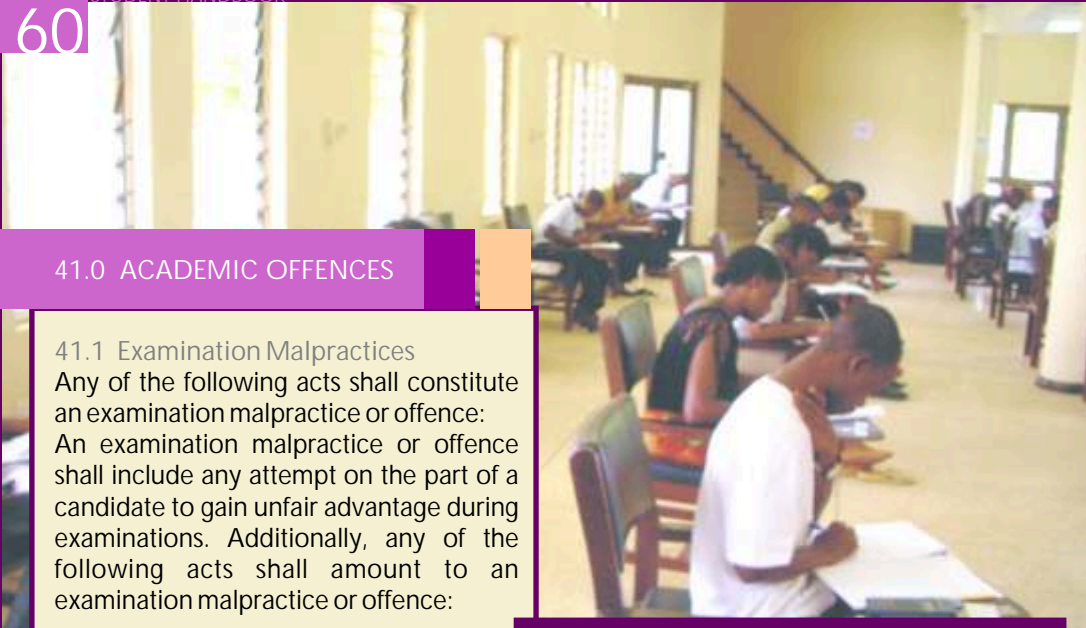 60
STUDENT HANDBOOK
41.0 ACADEMIC OFFENCES
41.1 Examination Malpractices
Any of the following acts shall constitute
an examination malpractice or offence:
An examination malpractice or offence
shall include any attempt on the part of a
candidate to gain unfair advantage during
examinations. Additionally, any of the
following acts shall amount to an
examination malpractice or offence: